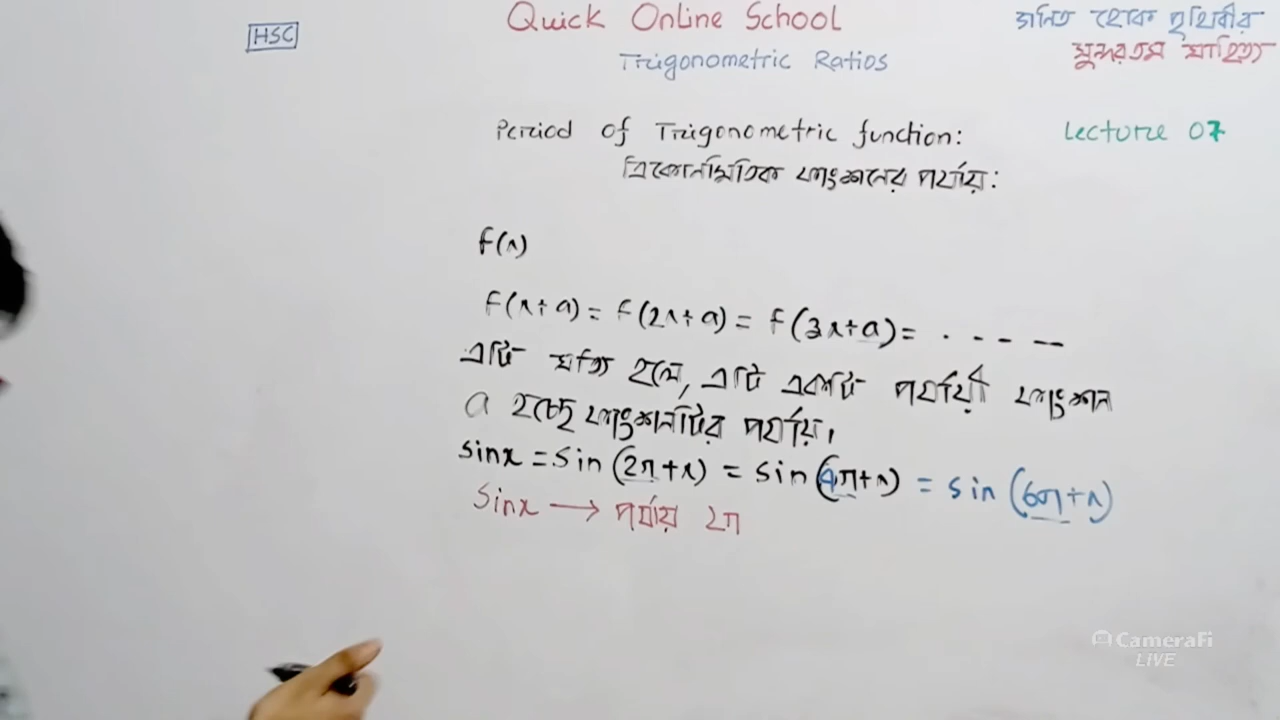 HSC
Quick Online School
গনিত হোক পৃথিবীর
সুন্দরতম সাহিত্য
Trigonometric Ratios
Period of Trigonometric function:
Lecture 07
ত্রিকোনমিতিক ফাংশনের পর্যায়:
f(x)
f(x+a) = f(2x+a) = f(3x+a) = . - - - —
এটি সত্যি হলে, এটি একটি পর্যায়ী ফাংশন
a হচ্ছে ফাংশনটির পর্যায়।
sinx = sin (2π+x) = sin (4π+x) = sin (6π+x)
Sinx → পর্যায় 2π
CameraFi
LIVE